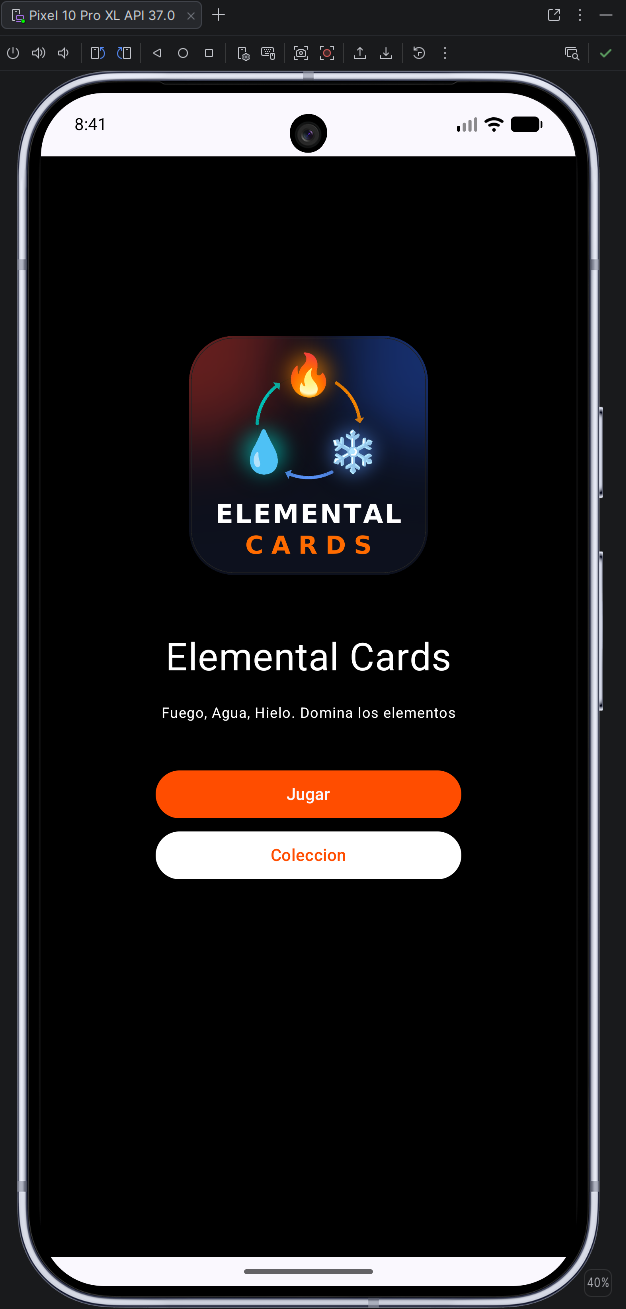 Pixel 10 Pro XL API 37.0
8:41
ELEMENTAL
CARDS
Elemental Cards
Fuego, Agua, Hielo. Domina los elementos
Jugar
Coleccion
40%